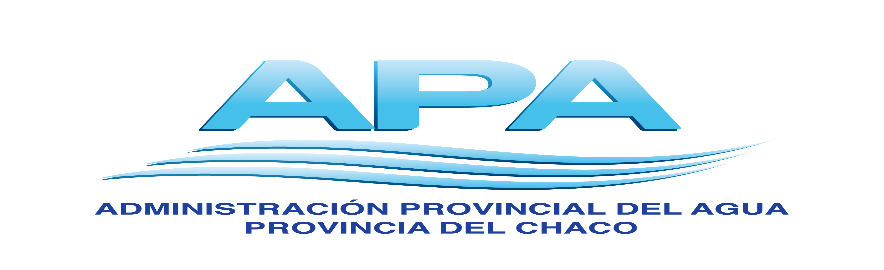 APA
ADMINISTRACIÓN PROVINCIAL DEL AGUA
PROVINCIA DEL CHACO